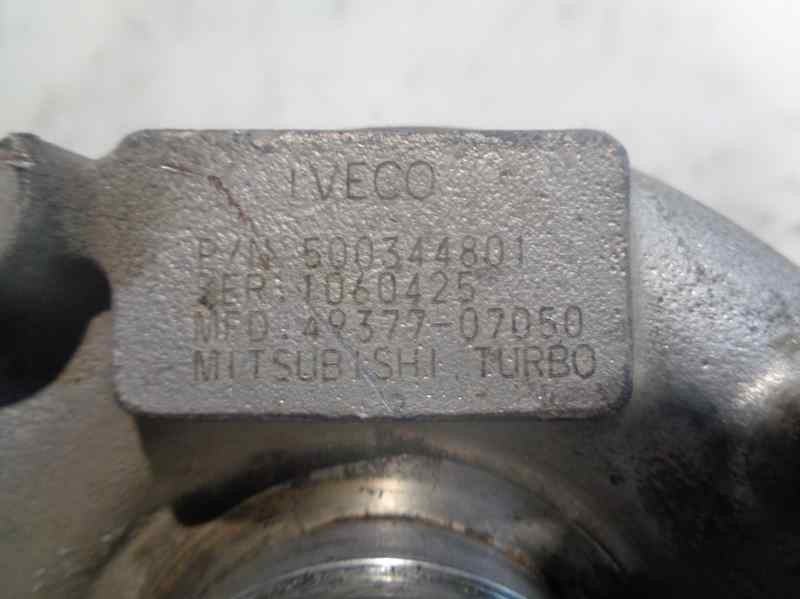 IVECO
P/N 500344801
SER.1060425
MFD.49377-07050
MITSUBISHI TURBO